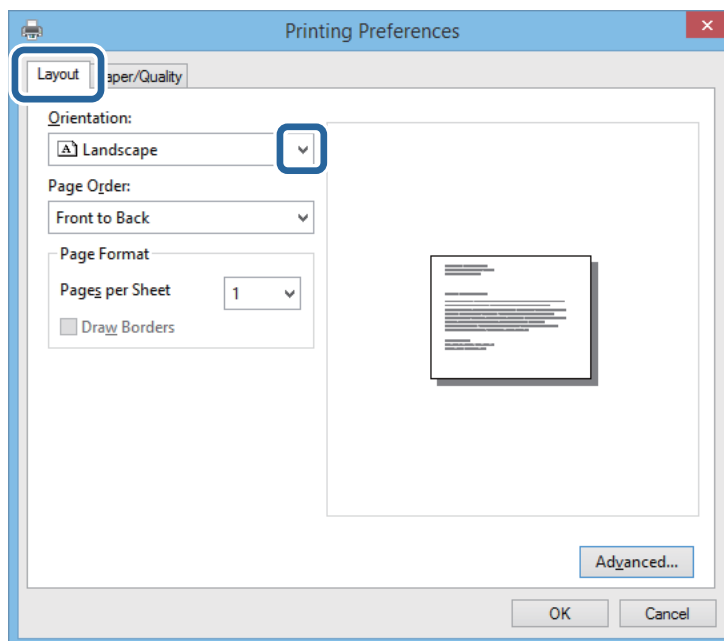 Printing Preferences
Layout
aper/Quality
Orientation:
A Landscape
Page Order:
Front to Back
Page Format
Pages per Sheet 1
Draw Borders
Advanced...
OK Cancel